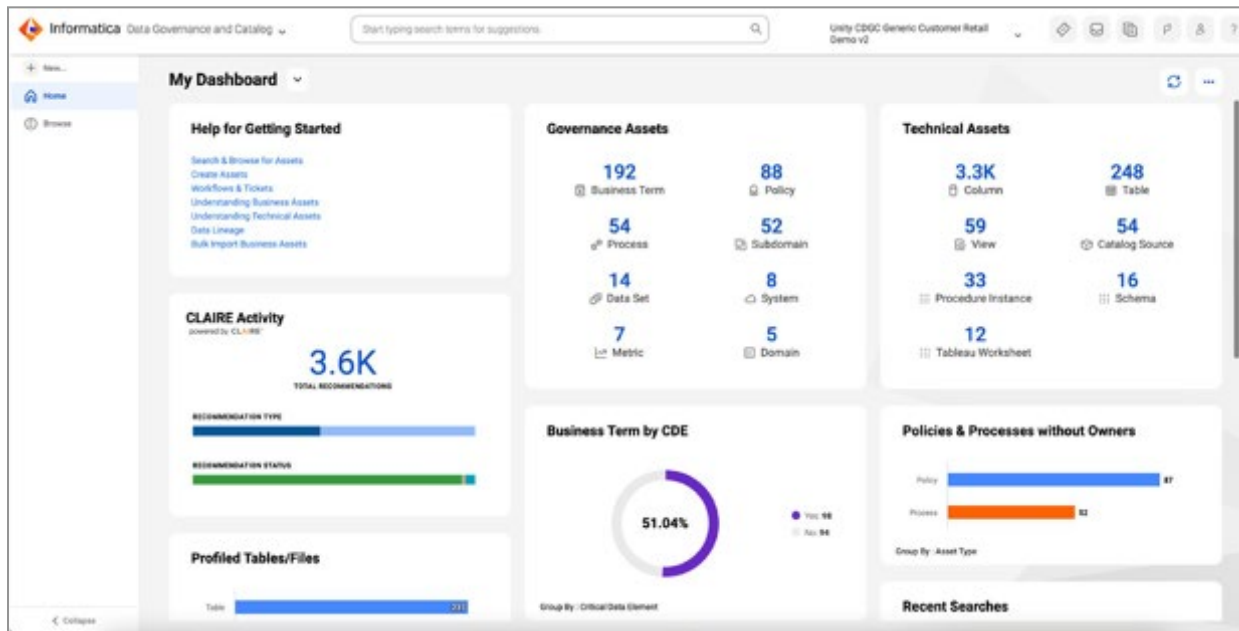 Informatica Data Governance and Catalog
Start typing search terms for suggestions.
Unity CDGC Generic Customer Retail
Demo v2
?
New...
Home
Browse
Collapse
My Dashboard
Help for Getting Started
Search & Browse for Assets
Create Assets
Workflows & Tickets
Understanding Business Assets
Understanding Technical Assets
Data Lineage
Bulk Import Business Assets
CLAIRE Activity
powered by CLAIRE
3.6K
TOTAL RECOMMENDATIONS
RECOMMENDATION TYPE
RECOMMENDATION STATUS
Profiled Tables/Files
Table
Governance Assets
192 88
Business Term Policy
54 52
Process Subdomain
14 8
Data Set System
7 5
Metric Domain
Business Term by CDE
51.04%
Yes: 98
No: 94
Group By : Critical Data Element
Technical Assets
3.3K 248
Column Table
59 54
View Catalog Source
33 16
Procedure Instance Schema
12
Tableau Worksheet
Policies & Processes without Owners
Policy 87
Process 52
Group By : Asset Type
Recent Searches